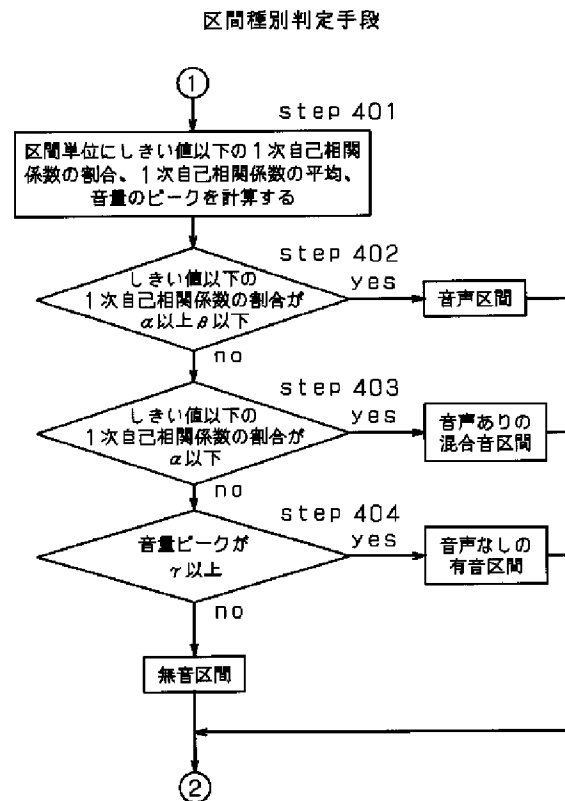 区間種別判定手段
1
step 401
区間単位にしきい値以下の1次自己相関
係数の割合、1次自己相関係数の平均、
音量のピークを計算する
step 402
しきい値以下の
1次自己相関係数の割合が
α以上β以下
yes
音声区間
no
step 403
しきい値以下の
1次自己相関係数の割合が
α以下
yes
音声ありの
混合音区間
no
step 404
音量ピークが
γ以上
yes
音声なしの
有音区間
no
無音区間
2